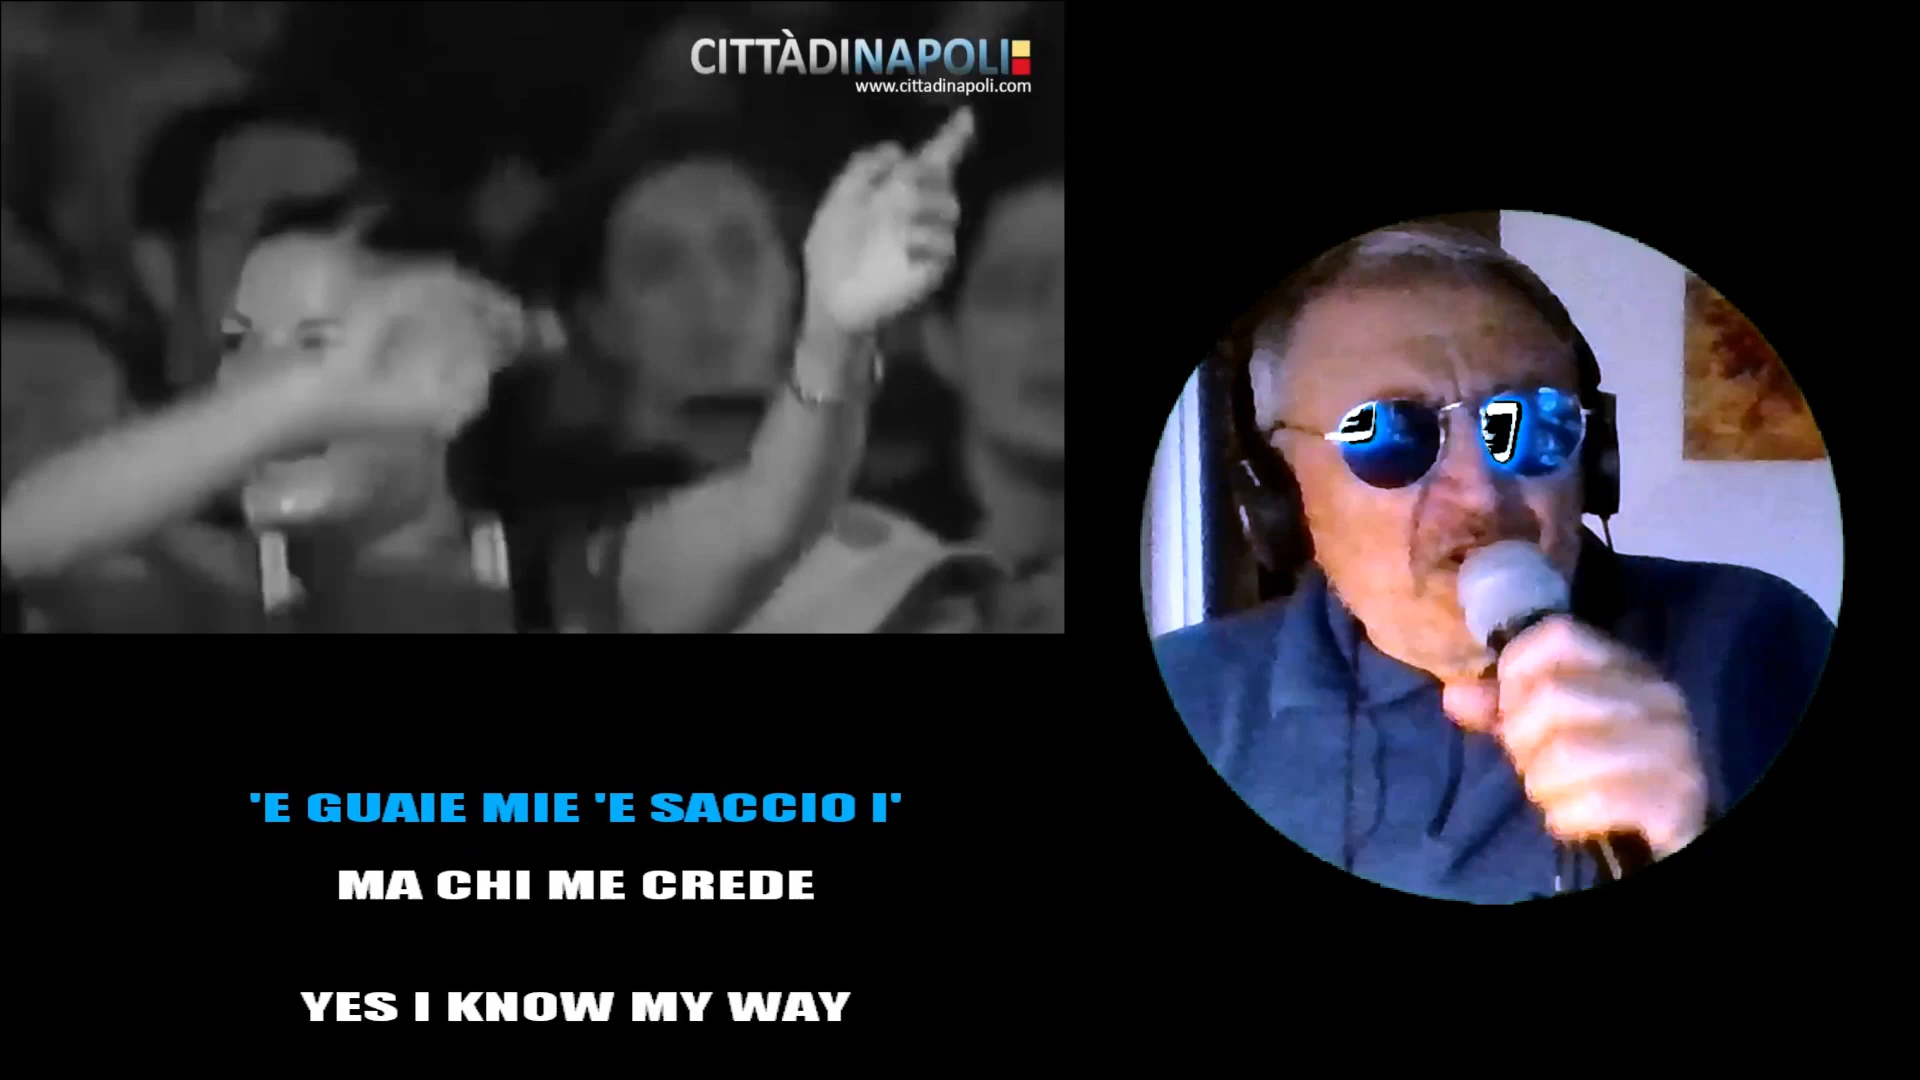 CITTÀDINAPOLI
www.cittadinapoli.com
'E GUAIE MIE 'E SACCIO I'
MA CHI ME CREDE
YES I KNOW MY WAY